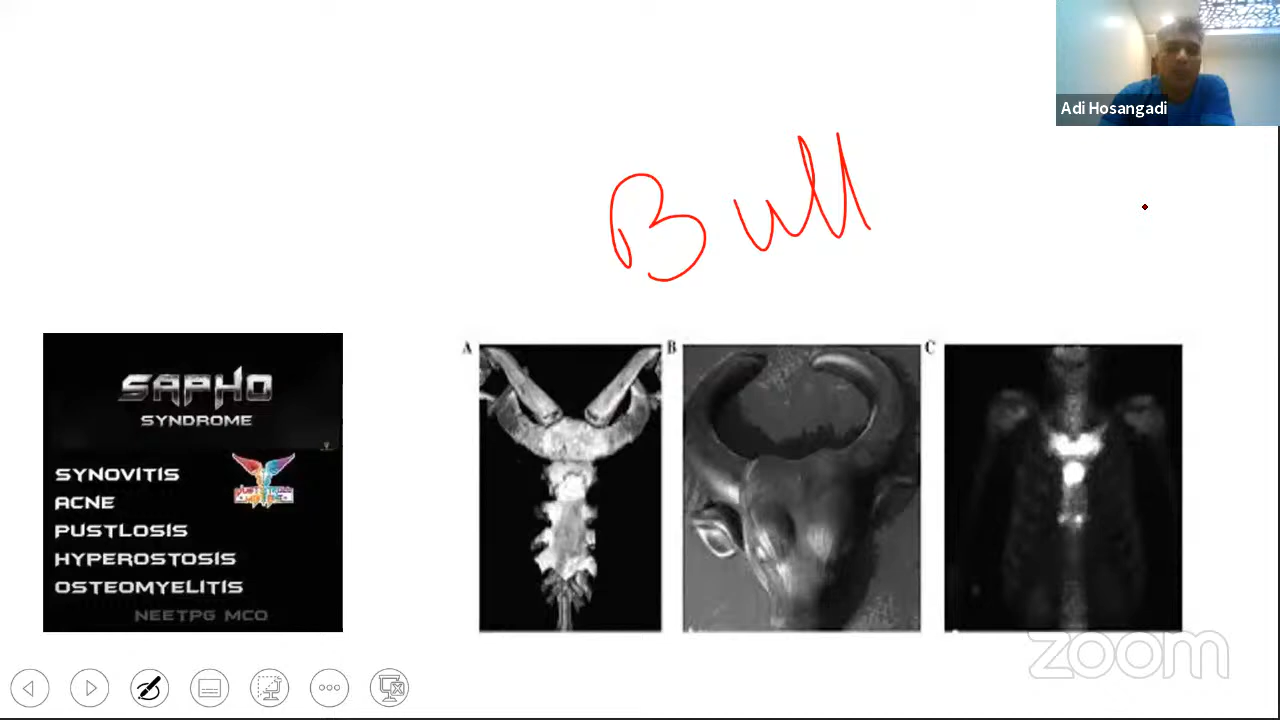 Adi Hosangadi
Bull
A B C
SAPHO
SYNDROME
SYNOVITIS
ACNE
PUSTLOSIS
HYPEROSTOSIS
OSTEOMYELITIS
NEETPG MCQ
zoom